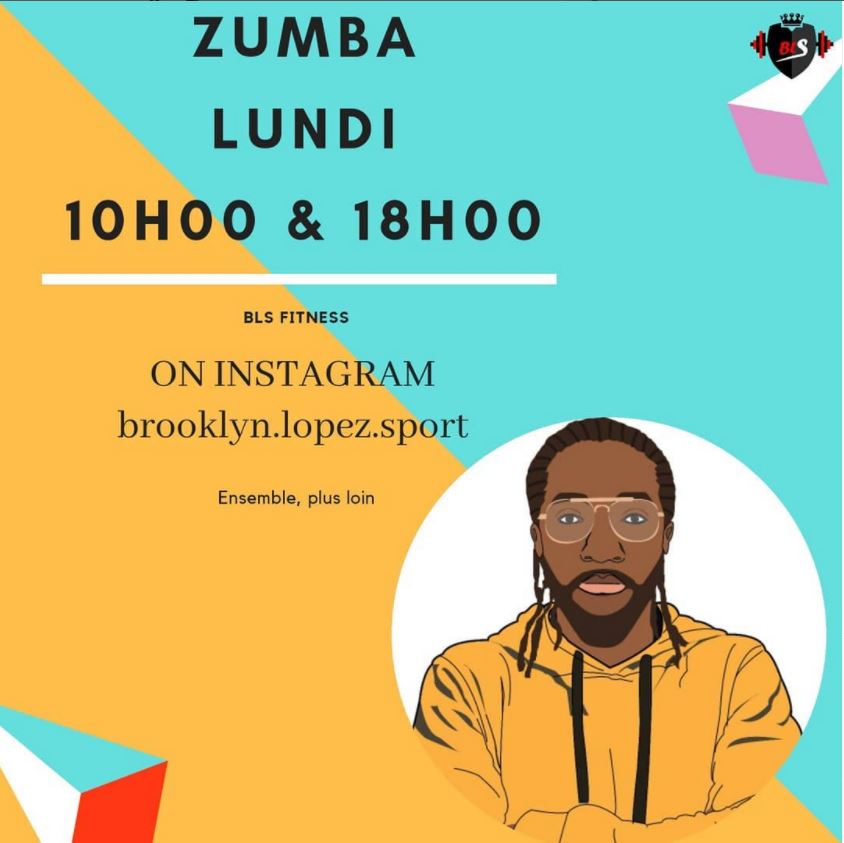 ZUMBA
BLS
LUNDI
10H00 & 18H00
BLS FITNESS
ON INSTAGRAM
brooklyn.lopez.sport
Ensemble, plus loin